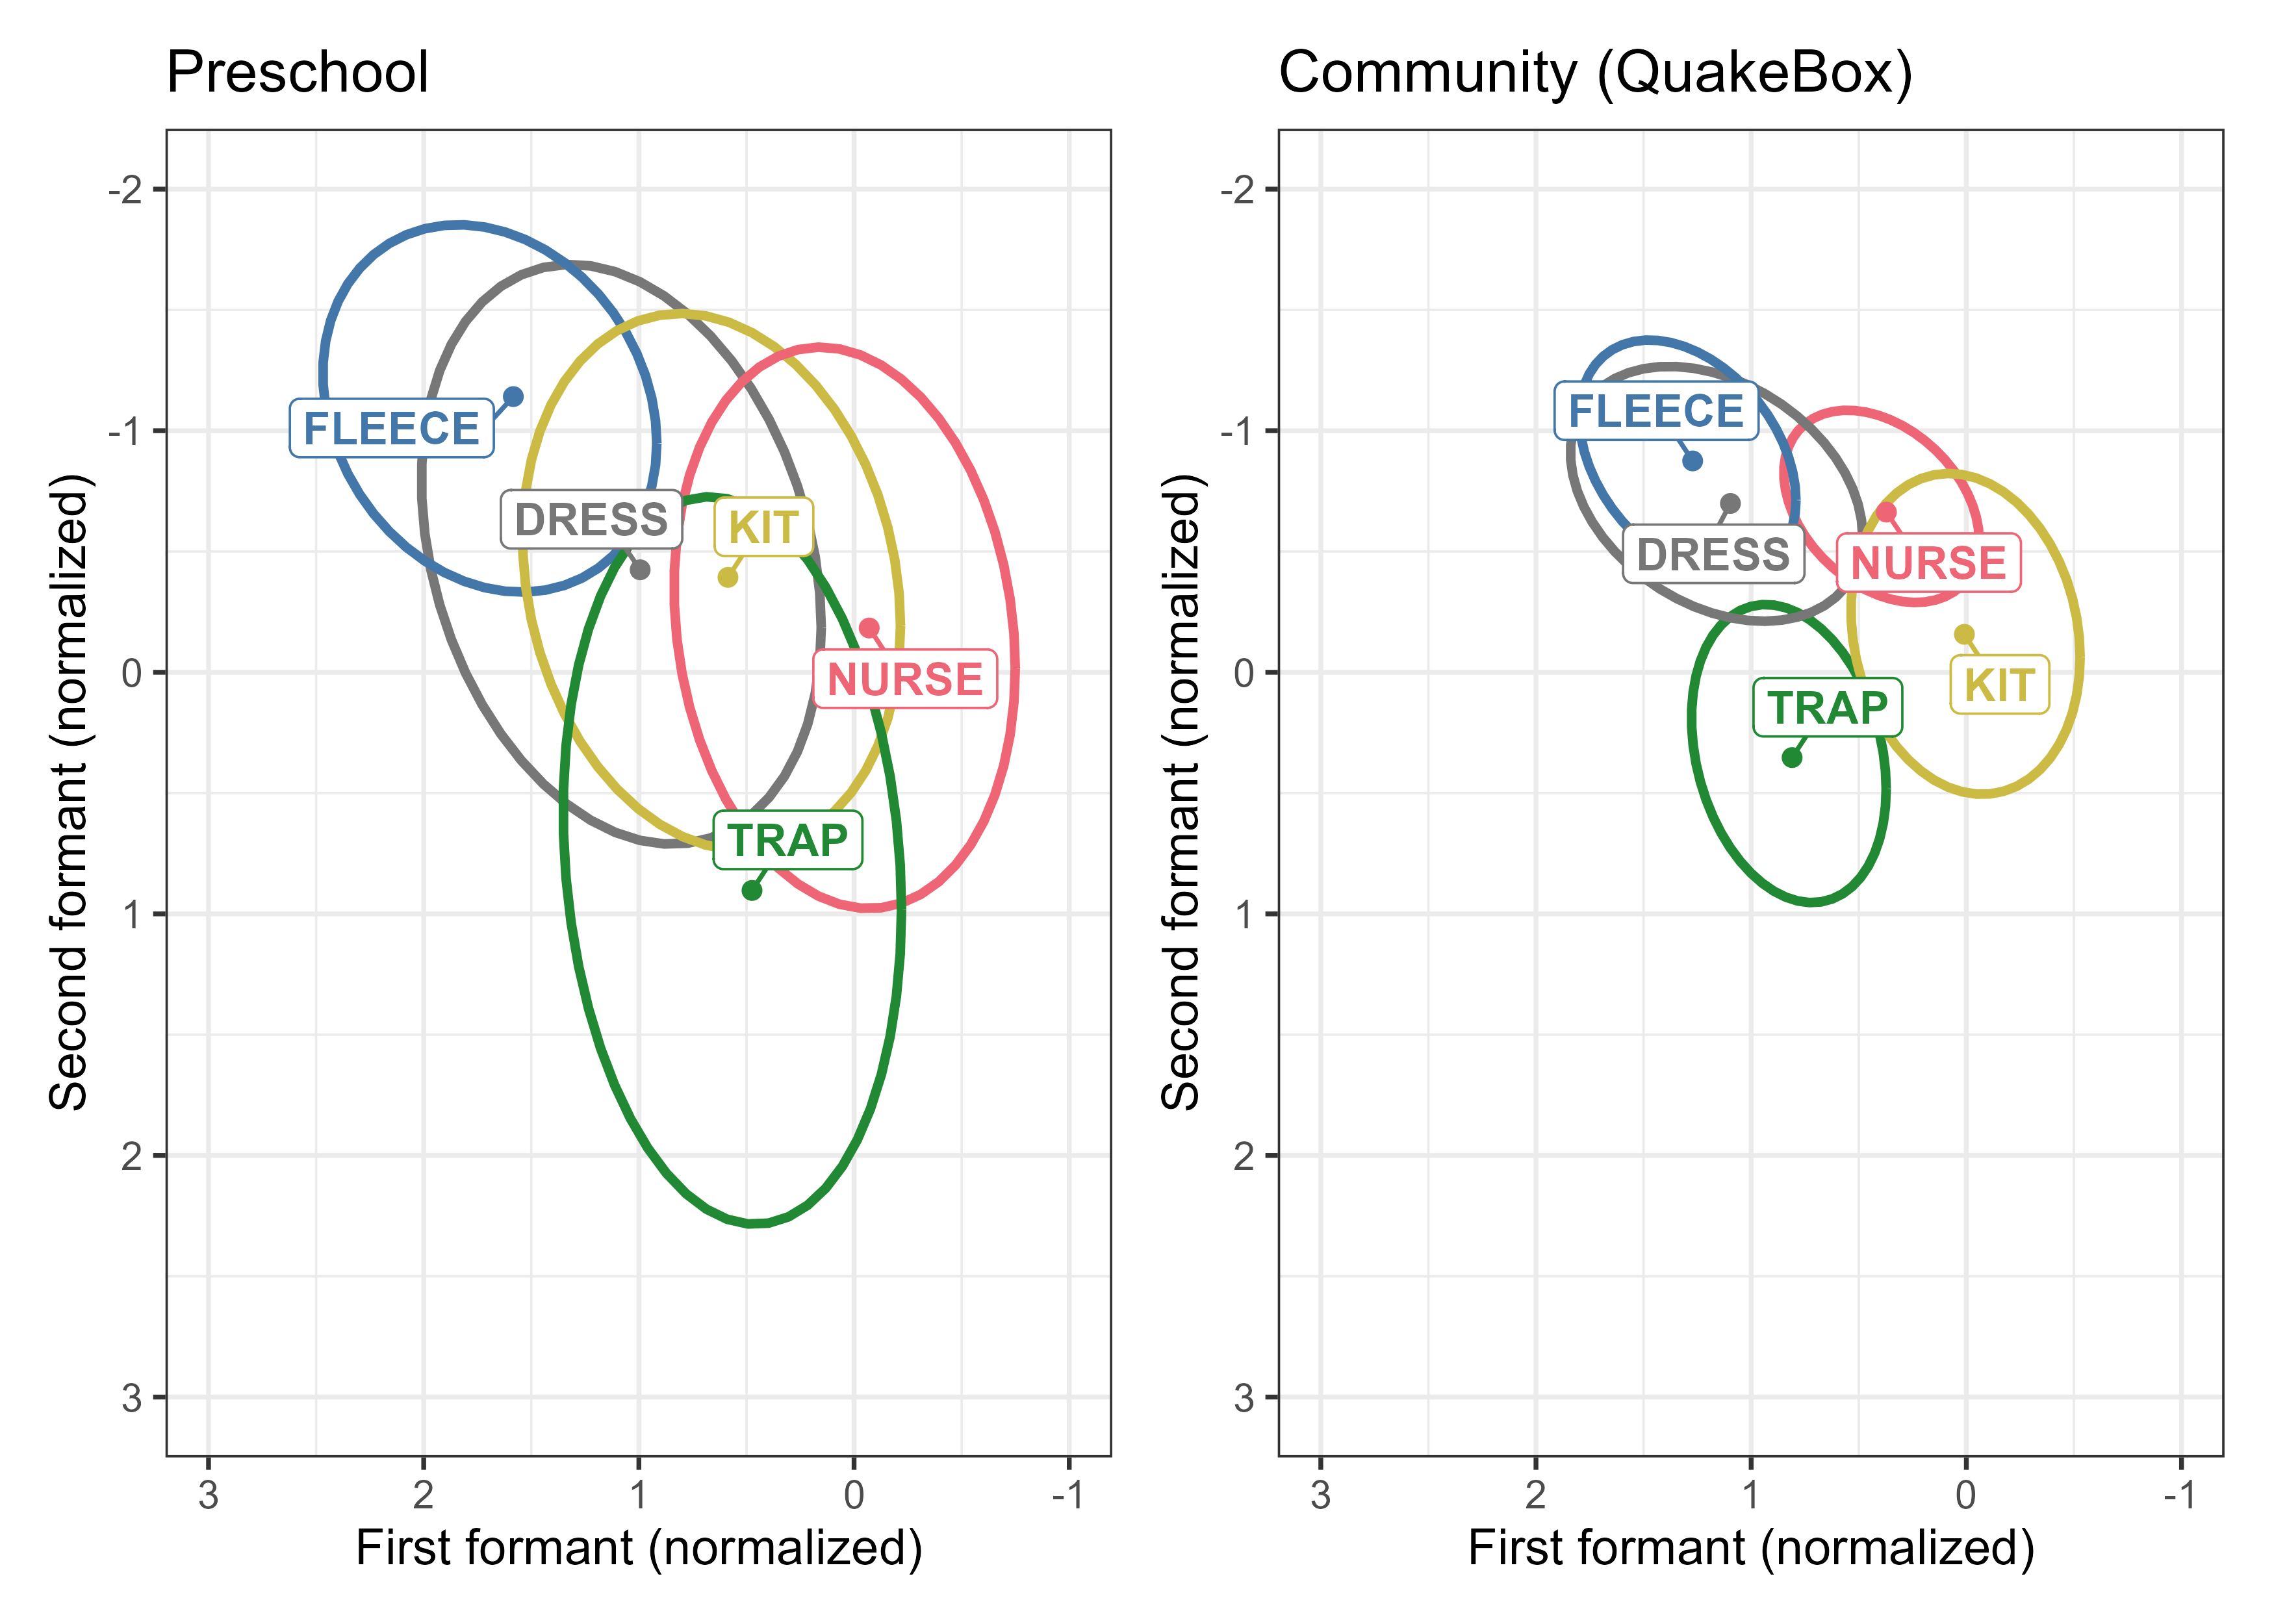 Preschool
Second formant (normalized)
-2
-1
0
1
2
3
FLEECE
DRESS
KIT
NURSE
TRAP
3
2
1
0
-1
First formant (normalized)
Community (QuakeBox)
Second formant (normalized)
-2
-1
0
1
2
3
FLEECE
DRESS
NURSE
KIT
TRAP
3
2
1
0
-1
First formant (normalized)